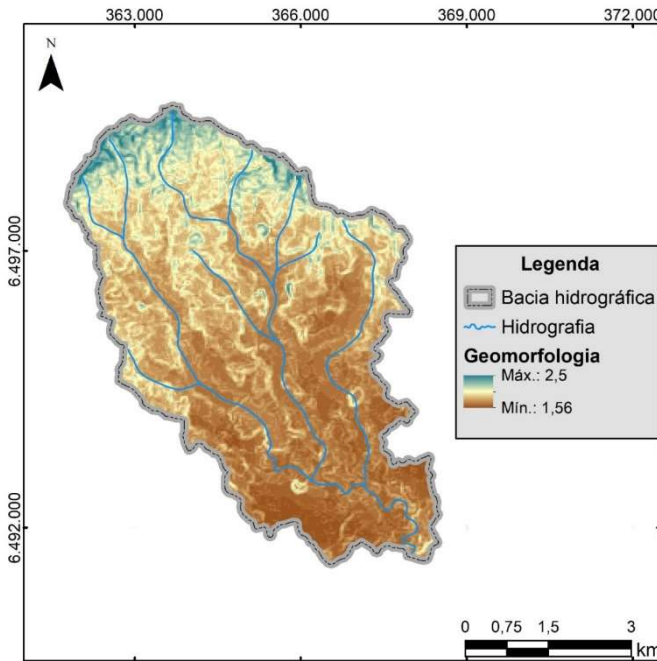 363.000 366.000 369.000 372.000
N
6.497.000
6.492.000
Legenda
Bacia hidrográfica
Hidrografia
Geomorfologia
Máx.: 2,5
Mín.: 1,56
0 0,75 1,5 3
km